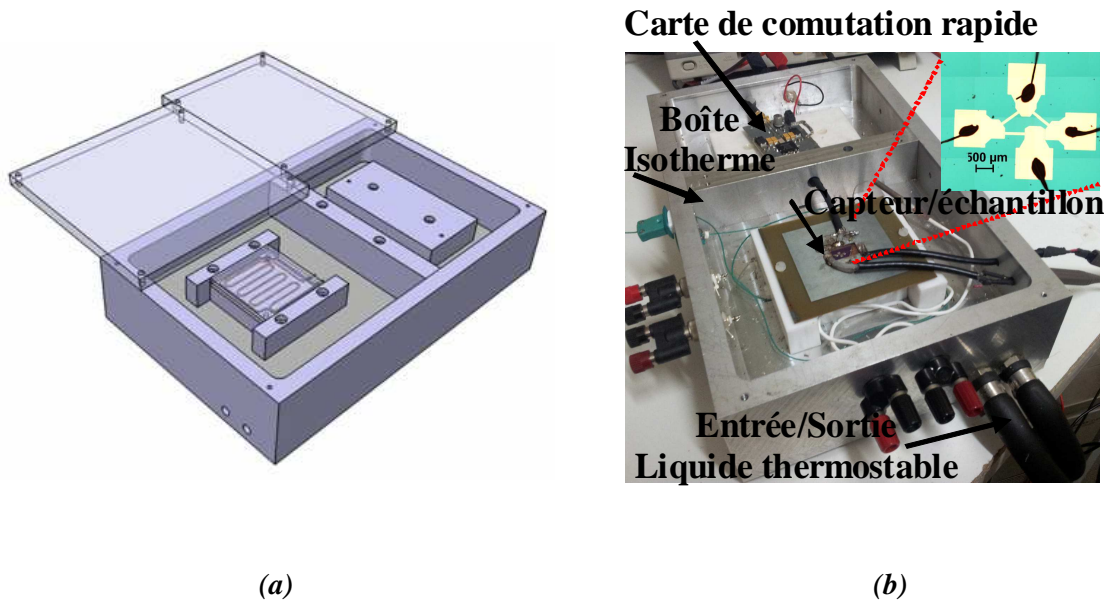 Carte de comutation rapide
Boîte
Isotherme
500 µm
Capteur/échantillon
Entrée/Sortie
Liquide thermostable
(a)
(b)